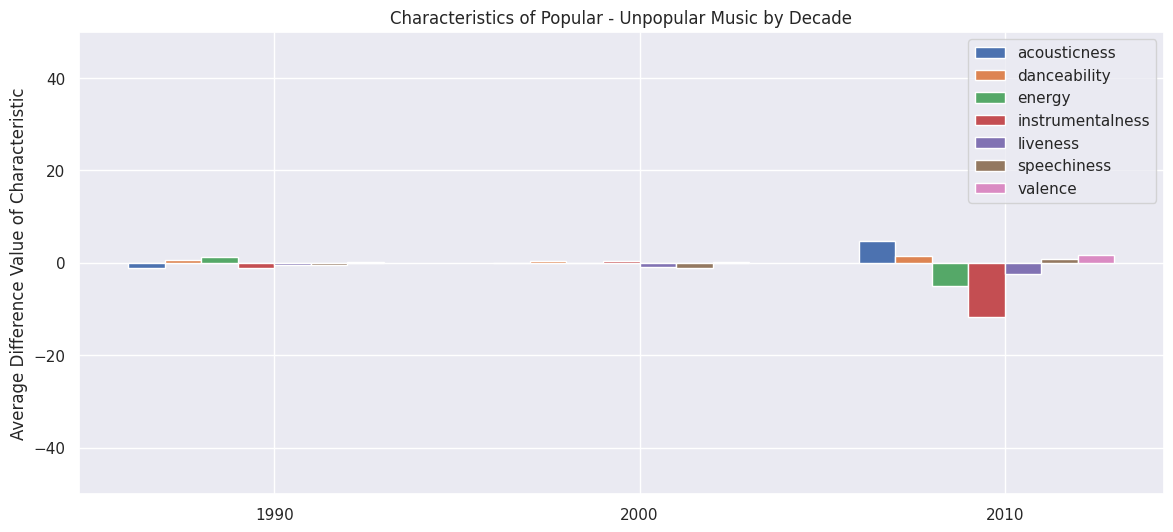 Characteristics of Popular - Unpopular Music by Decade
Average Difference Value of Characteristic
40
20
0
−20
−40
1990
2000
2010
acousticness
danceability
energy
instrumentalness
liveness
speechiness
valence